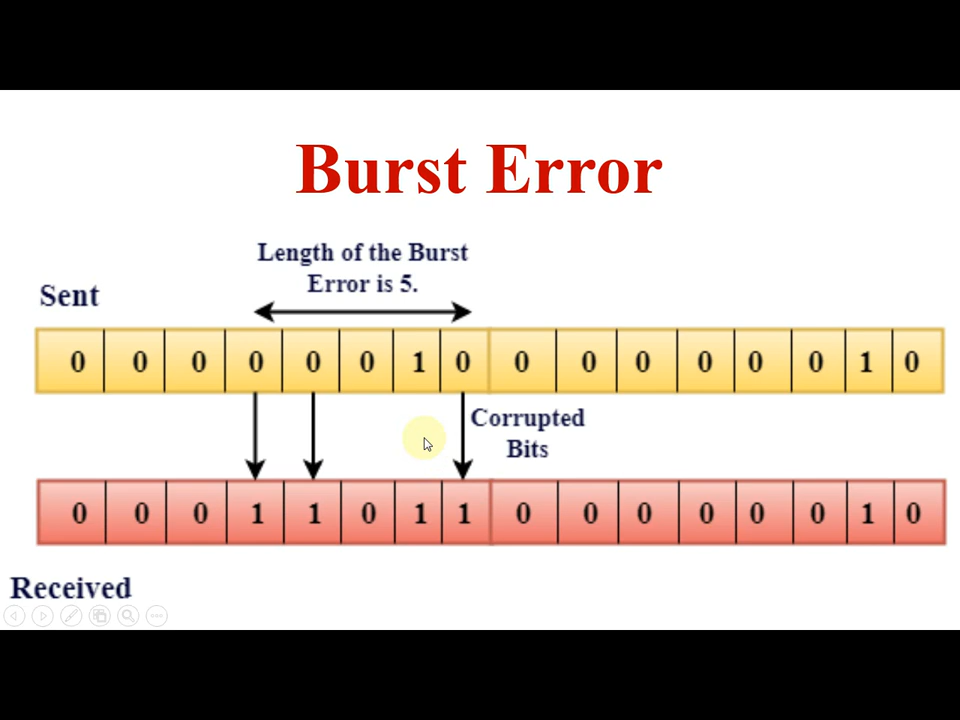 Burst Error
Length of the Burst
Error is 5.
Sent
0 0 0 0 0 0 1 0 0 0 0 0 0 0 1 0
Corrupted
Bits
0 0 0 1 1 0 1 1 0 0 0 0 0 0 1 0
Received